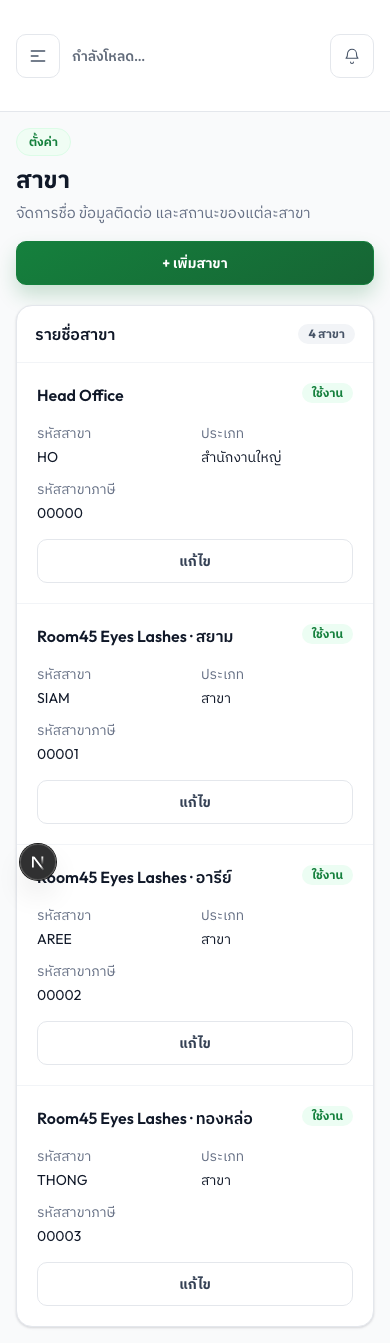 กำลังโหลด...
ตั้งค่า
สาขา
จัดการชื่อ ข้อมูลติดต่อ และสถานะของแต่ละสาขา
+ เพิ่มสาขา
รายชื่อสาขา 4 สาขา
Head Office ใช้งาน
รหัสสาขา ประเภท
HO สำนักงานใหญ่
รหัสสาขาภาษี
00000
แก้ไข
Room45 Eyes Lashes · สยาม ใช้งาน
รหัสสาขา ประเภท
SIAM สาขา
รหัสสาขาภาษี
00001
แก้ไข
N
Room45 Eyes Lashes · อารีย์ ใช้งาน
รหัสสาขา ประเภท
AREE สาขา
รหัสสาขาภาษี
00002
แก้ไข
Room45 Eyes Lashes · ทองหล่อ ใช้งาน
รหัสสาขา ประเภท
THONG สาขา
รหัสสาขาภาษี
00003
แก้ไข